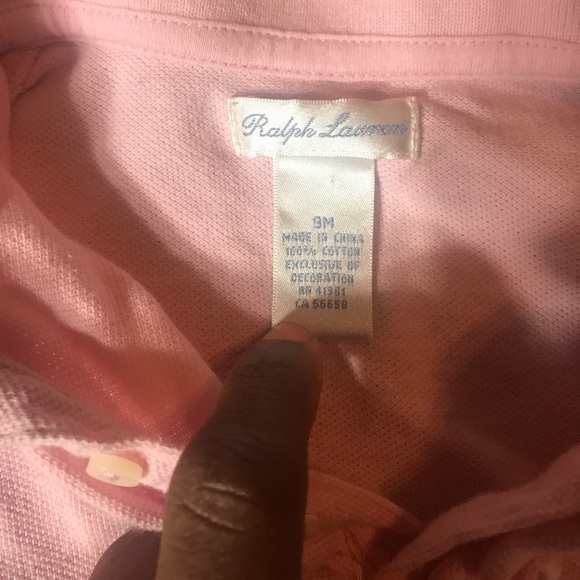 Ralph Lauren
9M
MADE IN CHINA
100% COTTON
EXCLUSIVE OF
DECORATION
RN 41381
CA 56658